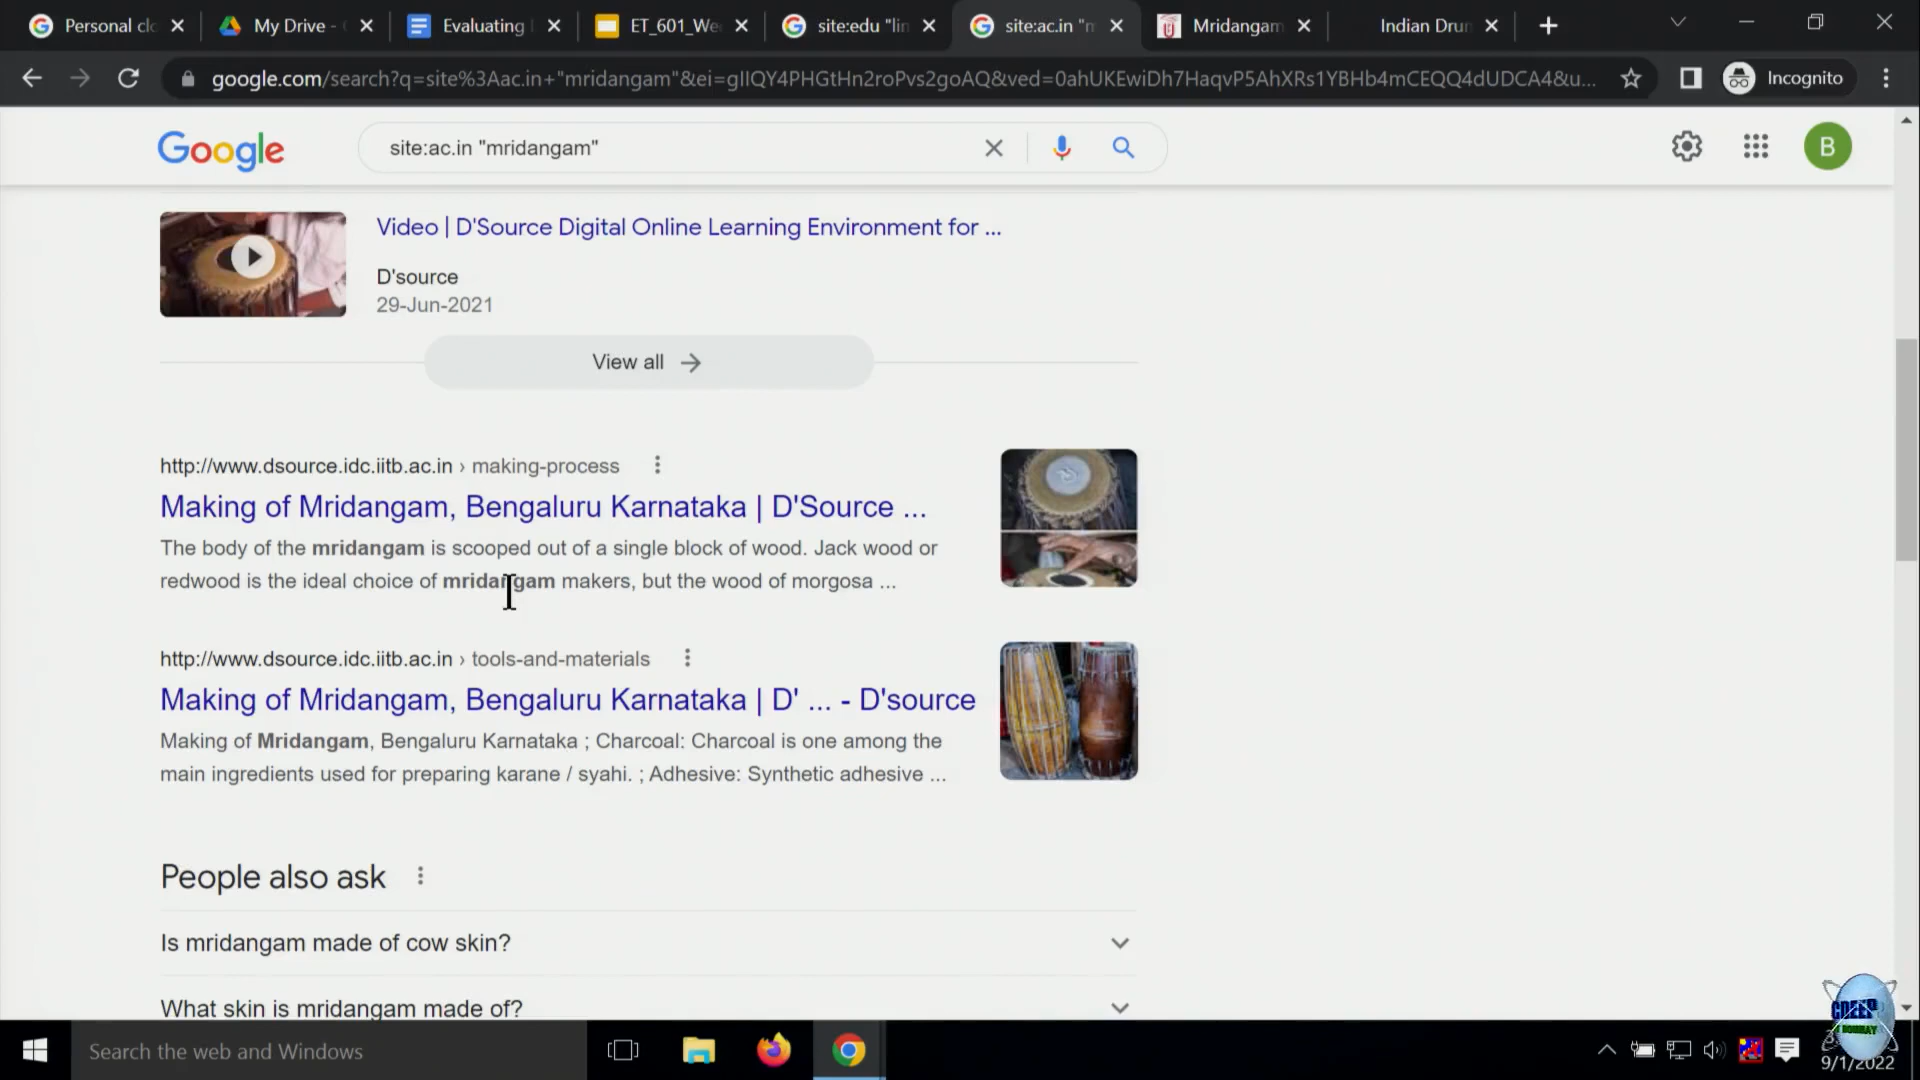 Personal clo
My Drive -
Evaluating
ET_601_We
site:edu "lin
site:ac.in "m
Mridangam
Indian Drum
google.com/search?q=site%3Aac.in+"mridangam"&ei=gIIQY4PHGtHn2roPvs2goAQ&ved=0ahUKEwiDh7HaqvP5AhXRs1YBHb4mCEQQ4dUDCA4&u...
Incognito
Google
site:ac.in "mridangam"
B
Video | D'Source Digital Online Learning Environment for ...
D'source
29-Jun-2021
View all
http://www.dsource.idc.iitb.ac.in › making-process
Making of Mridangam, Bengaluru Karnataka | D'Source ...
The body of the mridangam is scooped out of a single block of wood. Jack wood or
redwood is the ideal choice of mridangam makers, but the wood of morgosa ...
http://www.dsource.idc.iitb.ac.in › tools-and-materials
Making of Mridangam, Bengaluru Karnataka | D' ... - D'source
Making of Mridangam, Bengaluru Karnataka ; Charcoal: Charcoal is one among the
main ingredients used for preparing karane / syahi. ; Adhesive: Synthetic adhesive ...
People also ask
Is mridangam made of cow skin?
What skin is mridangam made of?
CDEEP
Search the web and Windows
9/1/2022